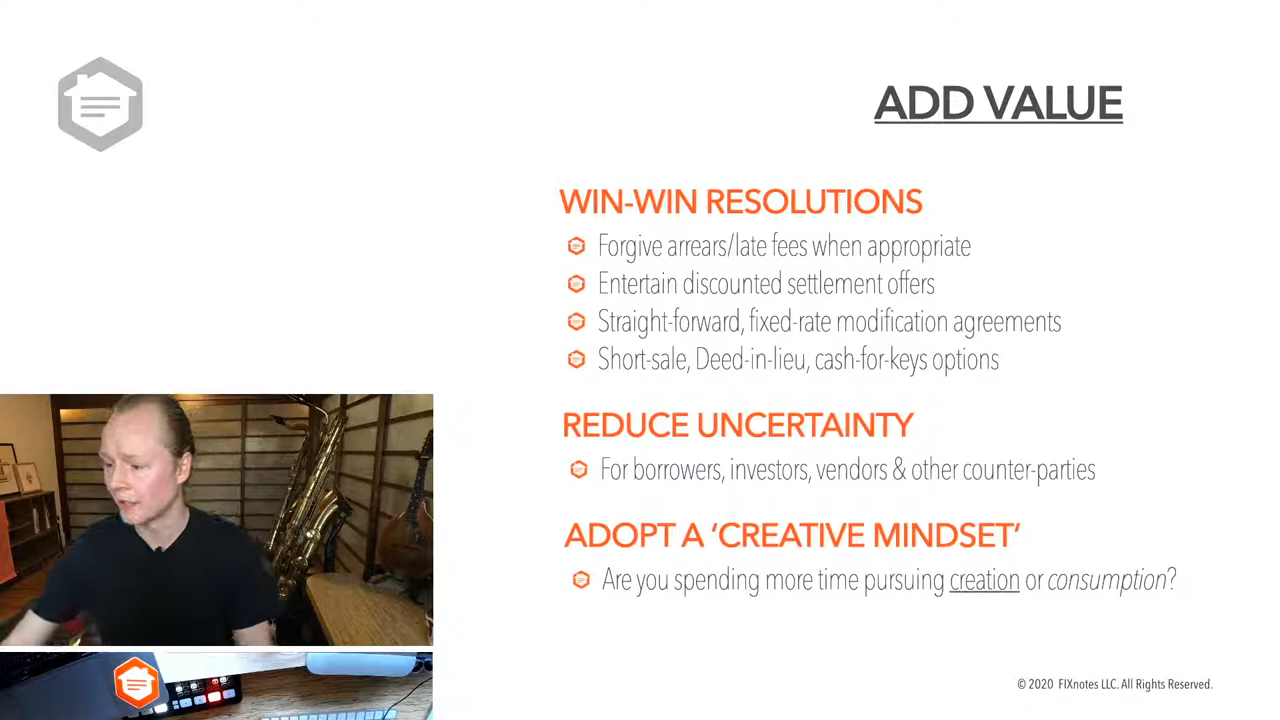 ADD VALUE
WIN-WIN RESOLUTIONS
Forgive arrears/late fees when appropriate
Entertain discounted settlement offers
Straight-forward, fixed-rate modification agreements
Short-sale, Deed-in-lieu, cash-for-keys options
REDUCE UNCERTAINTY
For borrowers, investors, vendors & other counter-parties
ADOPT A ‘CREATIVE MINDSET’
Are you spending more time pursuing creation or consumption?
© 2020 FIXnotes LLC. All Rights Reserved.